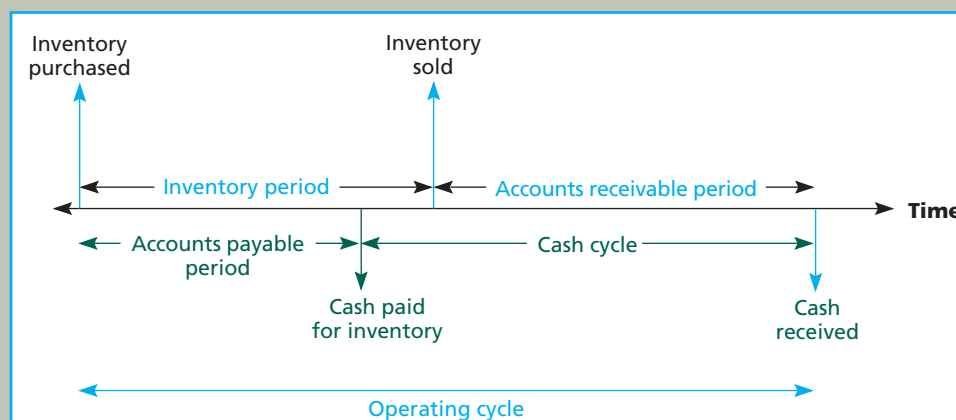 Inventory
purchased
Inventory
sold
Inventory period
Accounts receivable period
Time
Accounts payable
period
Cash cycle
Cash paid
for inventory
Cash
received
Operating cycle